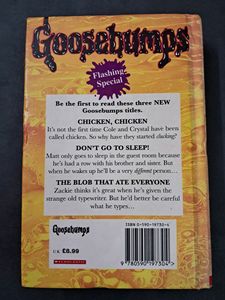 Goosebumps
Flashing
Special
Be the first to read these three NEW
Goosebumps titles.
CHICKEN, CHICKEN
It's not the first time Cole and Crystal have been
called chicken. So why have they started clucking?
DON'T GO TO SLEEP!
Matt only goes to sleep in the guest room because
he's had a row with his brother and sister. But
when he wakes up he'll be a very different person...
THE BLOB THAT ATE EVERYONE
Zackie thinks it's great when he's given the
strange old typewriter. But he'd better be careful
what he types...
Goosebumps
UK £6.99
SCHOLASTIC
ISBN 0-590-19730-4
9 780590 197304 >